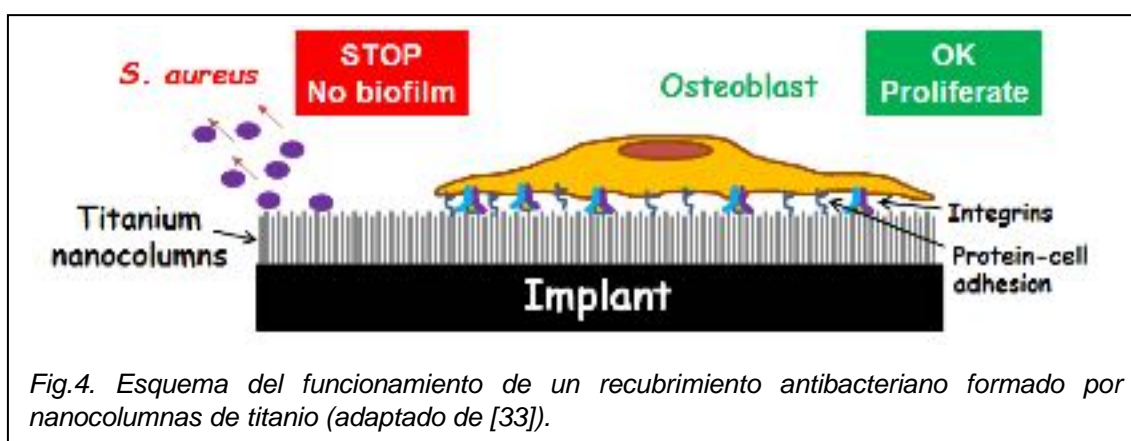 S. aureus
STOP
No biofilm
Osteoblast
OK
Proliferate
Titanium
nanocolumns
Integrins
Protein-cell
adhesion
Implant
Fig.4. Esquema del funcionamiento de un recubrimiento antibacteriano formado por
nanocolumnas de titanio (adaptado de [33]).